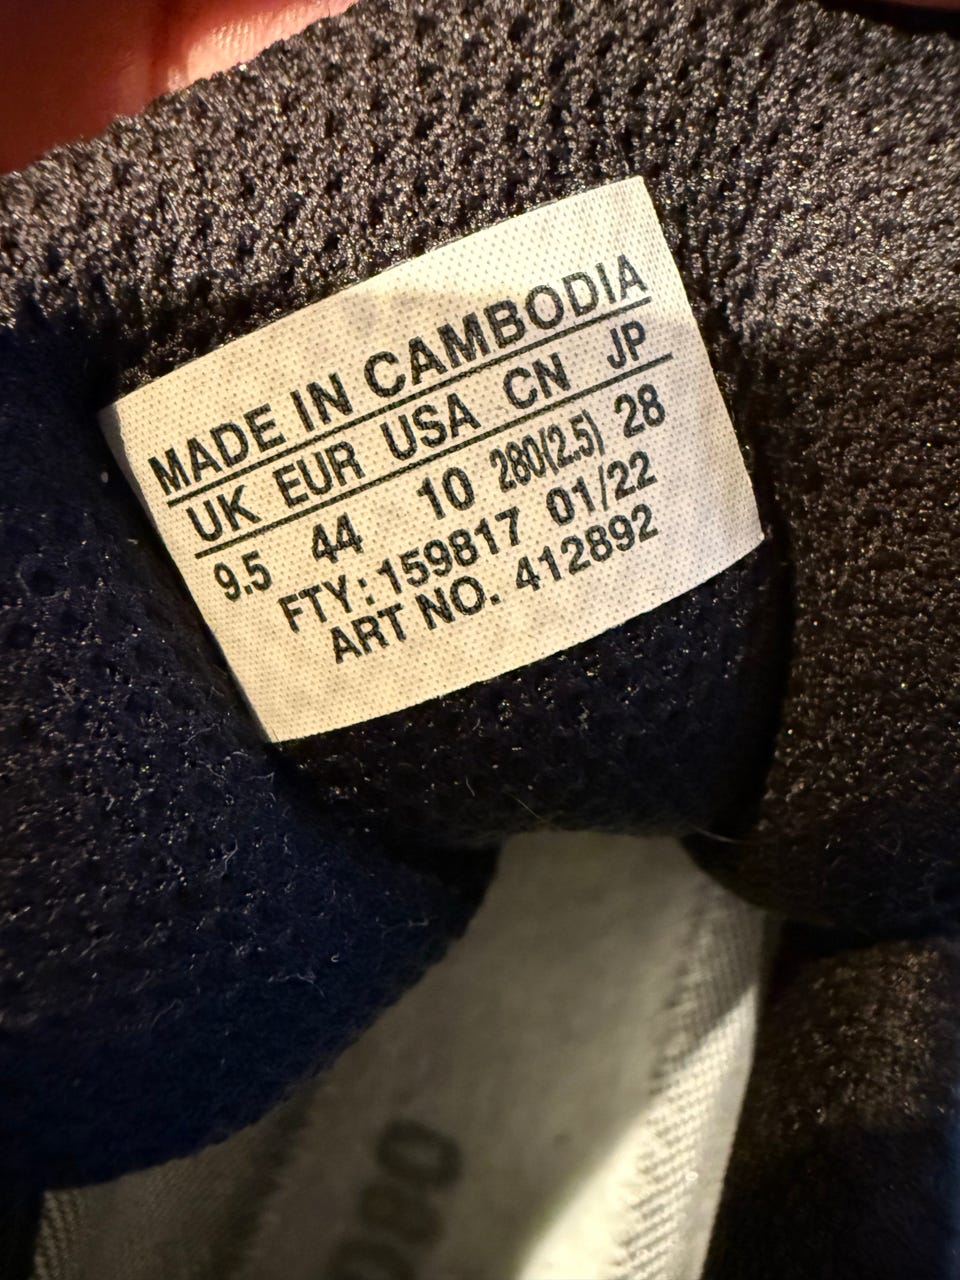 MADE IN CAMBODIA
UK EUR USA CN JP
9.5 44 10 280(2.5) 28
FTY: 159817 01/22
ART NO. 412892